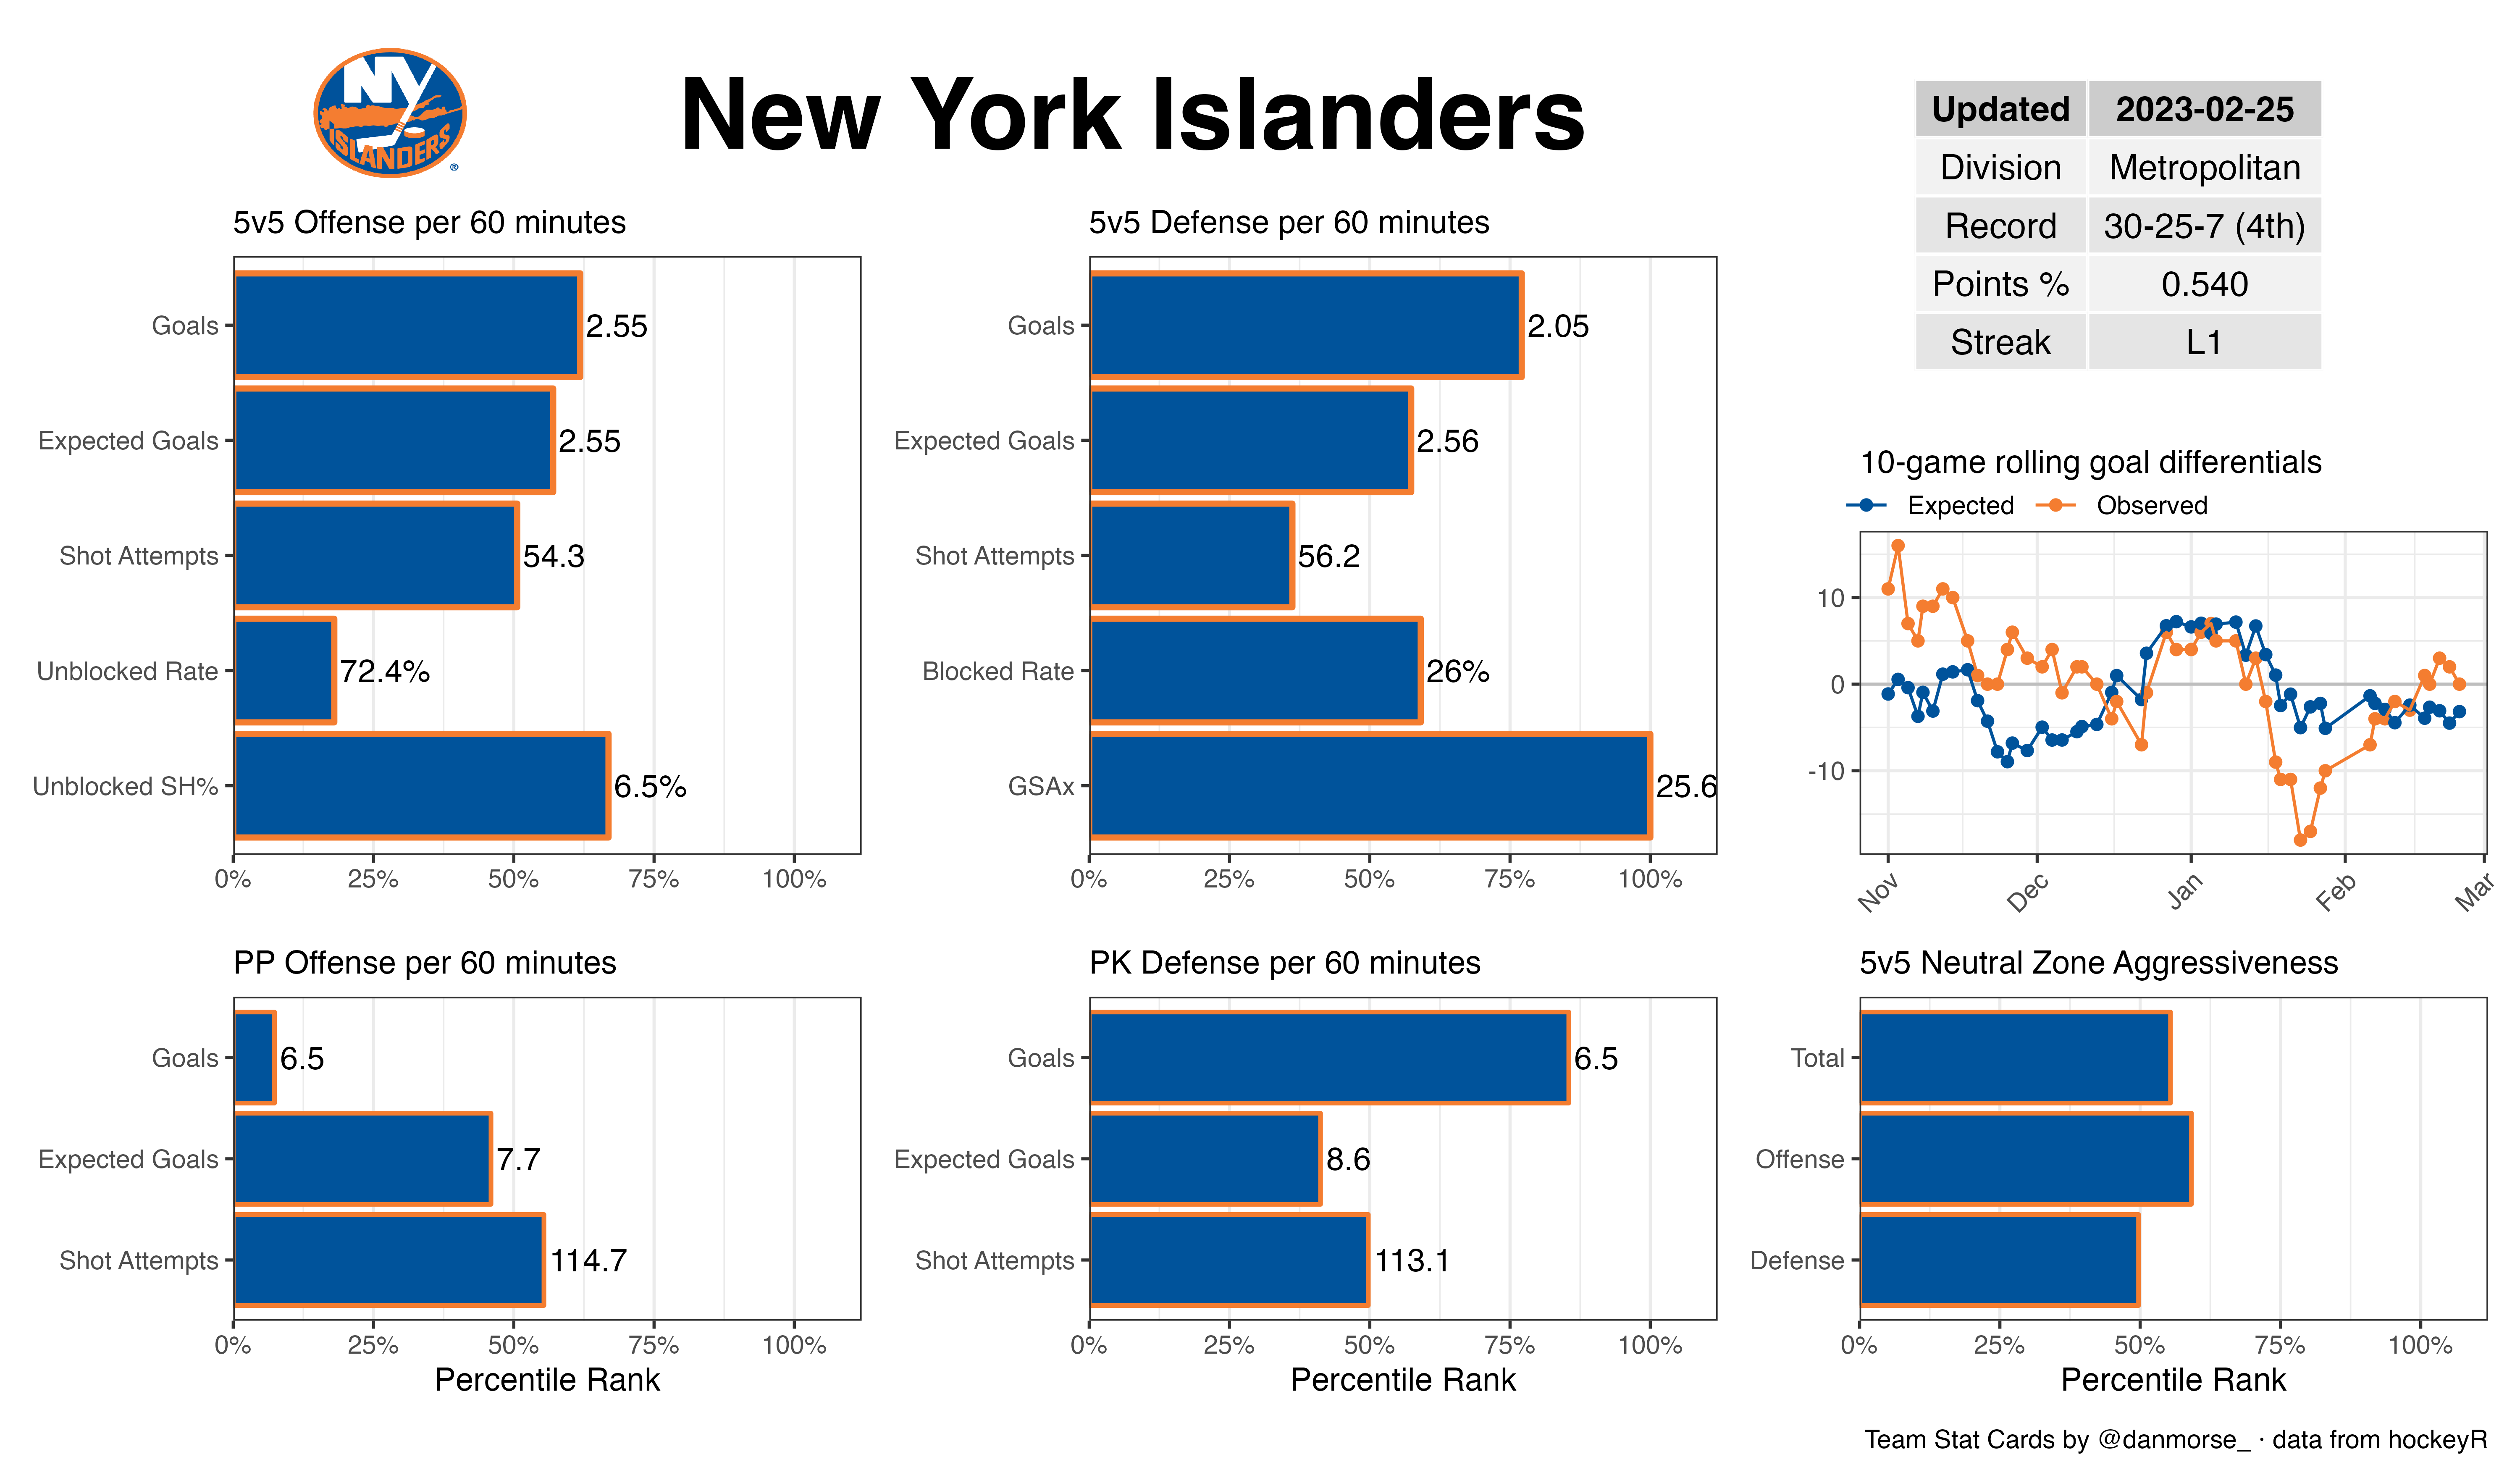 NY
ISLANDERS
®
New York Islanders
Updated 2023-02-25
Division Metropolitan
Record 30-25-7 (4th)
Points % 0.540
Streak L1
5v5 Offense per 60 minutes
Goals 2.55
Expected Goals 2.55
Shot Attempts 54.3
Unblocked Rate 72.4%
Unblocked SH% 6.5%
0% 25% 50% 75% 100%
5v5 Defense per 60 minutes
Goals 2.05
Expected Goals 2.56
Shot Attempts 56.2
Blocked Rate 26%
GSAx 25.6
0% 25% 50% 75% 100%
10-game rolling goal differentials
Expected Observed
10
0
-10
Nov Dec Jan Feb Mar
PP Offense per 60 minutes
Goals 6.5
Expected Goals 7.7
Shot Attempts 114.7
0% 25% 50% 75% 100%
Percentile Rank
PK Defense per 60 minutes
Goals 6.5
Expected Goals 8.6
Shot Attempts 113.1
0% 25% 50% 75% 100%
Percentile Rank
5v5 Neutral Zone Aggressiveness
Total
Offense
Defense
0% 25% 50% 75% 100%
Percentile Rank
Team Stat Cards by @danmorse_ · data from hockeyR